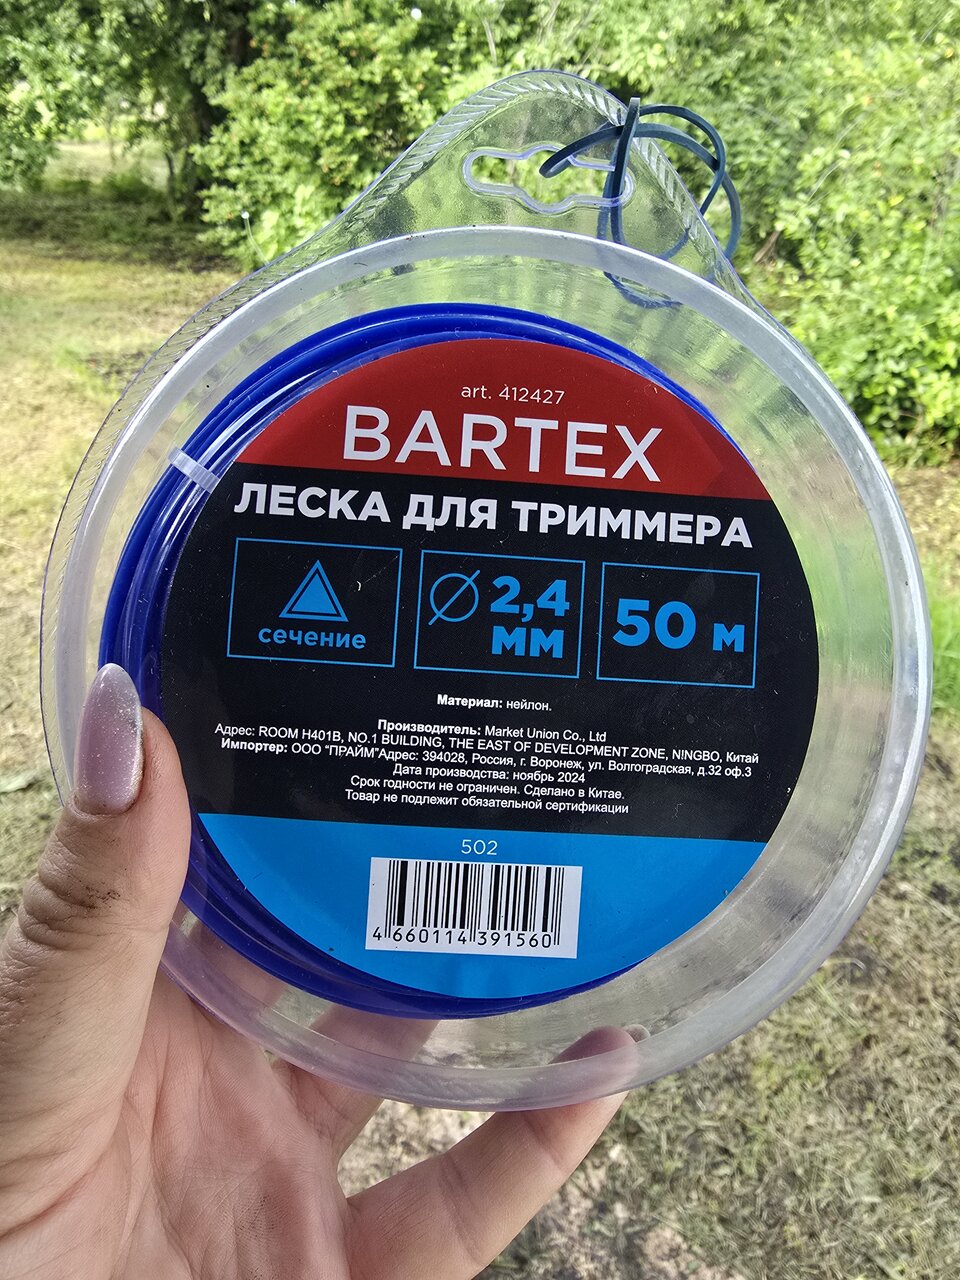 art. 412427
BARTEX
ЛЕСКА ДЛЯ ТРИММЕРА
сечение
Ø 2,4 мм
50 м
Материал: нейлон.
Производитель: Market Union Co., Ltd
Адрес: ROOM H401B, NO.1 BUILDING, THE EAST OF DEVELOPMENT ZONE, NINGBO, Китай
Импортер: ООО "ПРАЙМ"Адрес: 394028, Россия, г. Воронеж, ул. Волгоградская, д.32 оф.3
Дата производства: ноябрь 2024
Срок годности не ограничен. Сделано в Китае.
Товар не подлежит обязательной сертификации
502
4 660114 391560